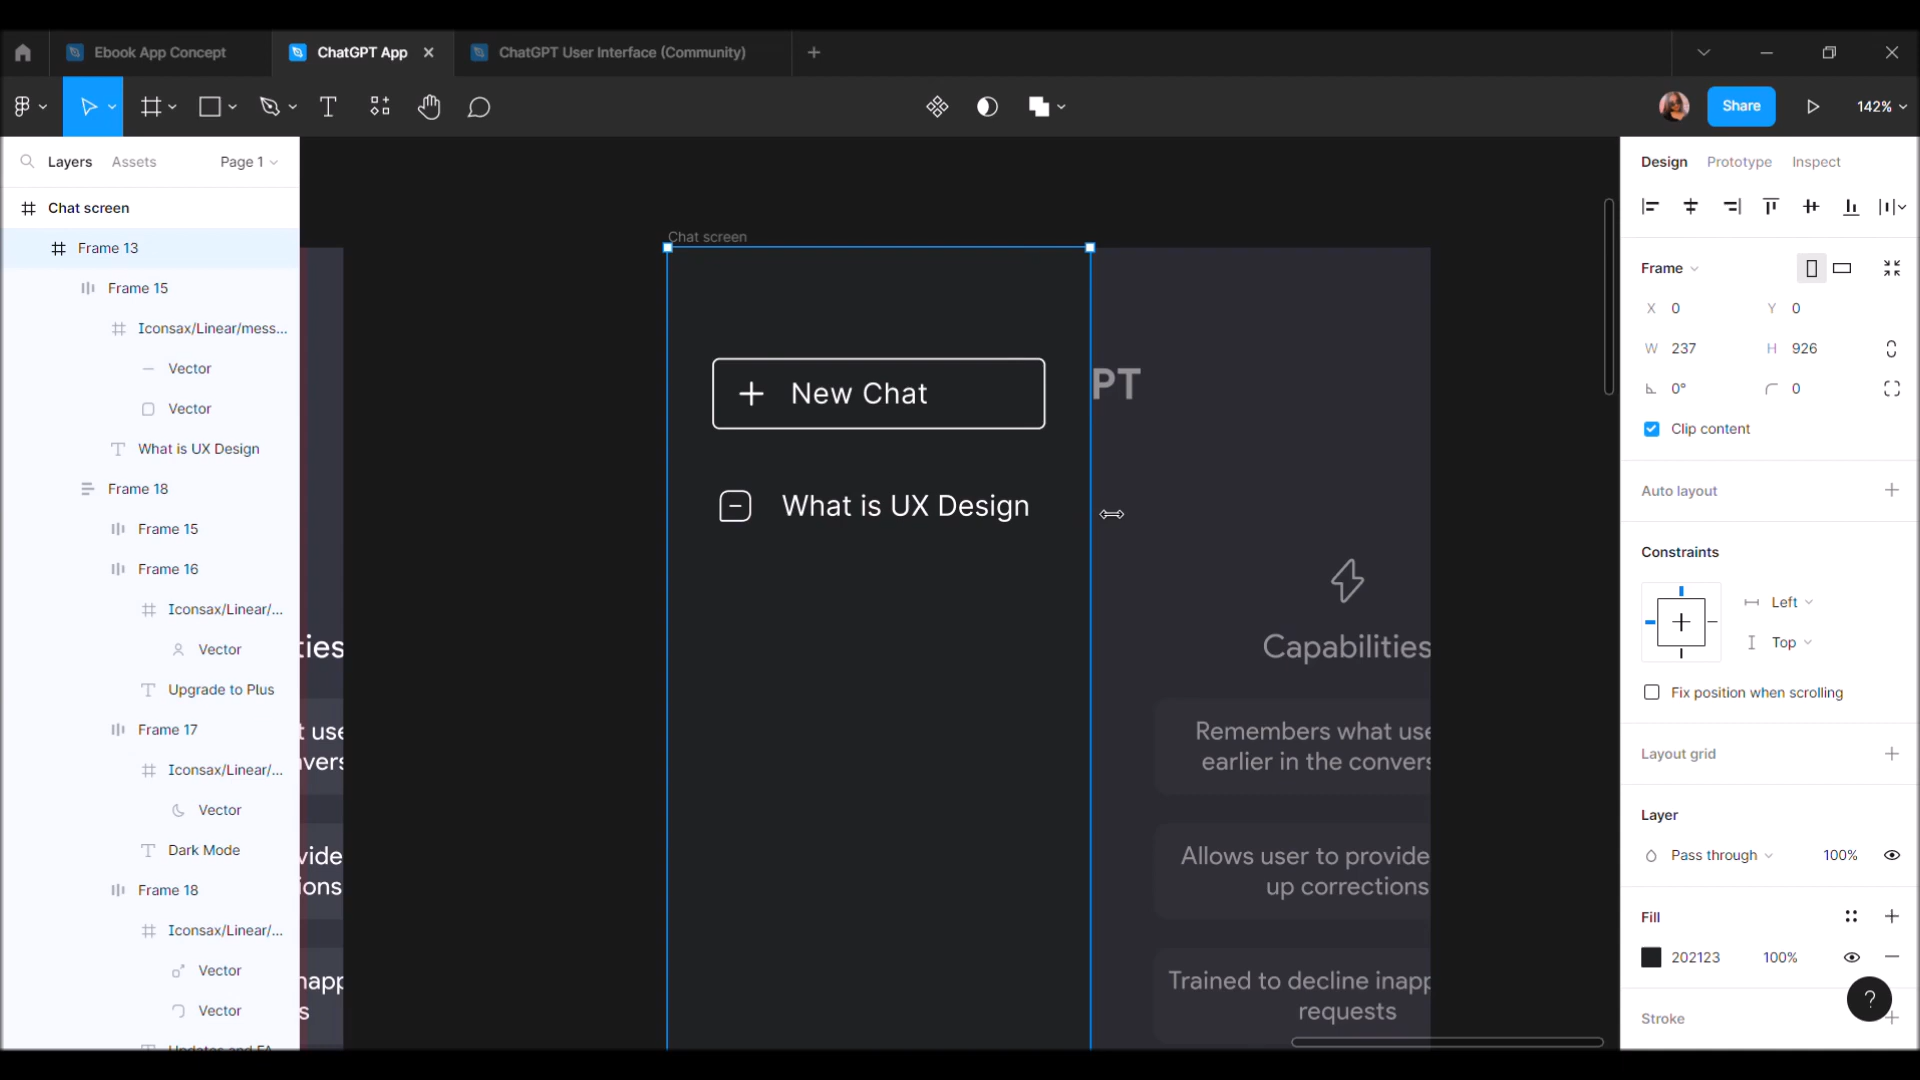 Ebook App Concept
ChatGPT App
ChatGPT User Interface (Community)
Share
142%
Layers
Assets
Page 1
Chat screen
Frame 13
Frame 15
Iconsax/Linear/mess...
Vector
Vector
What is UX Design
Frame 18
Frame 15
Frame 16
Iconsax/Linear/...
Vector
Upgrade to Plus
Frame 17
Iconsax/Linear/...
Vector
Dark Mode
Frame 18
Iconsax/Linear/...
Vector
Vector
Updates and FA
ties
t use
vers
vide
ions
napp
s
Chat screen
New Chat
What is UX Design
PT
Capabilities
Remembers what use
earlier in the convers
Allows user to provide
up corrections
Trained to decline inapp
requests
Design
Prototype
Inspect
Frame
X 0
Y 0
W 237
H 926
0°
0
Clip content
Auto layout
Constraints
Left
Top
Fix position when scrolling
Layout grid
Layer
Pass through
100%
Fill
202123
100%
?
Stroke